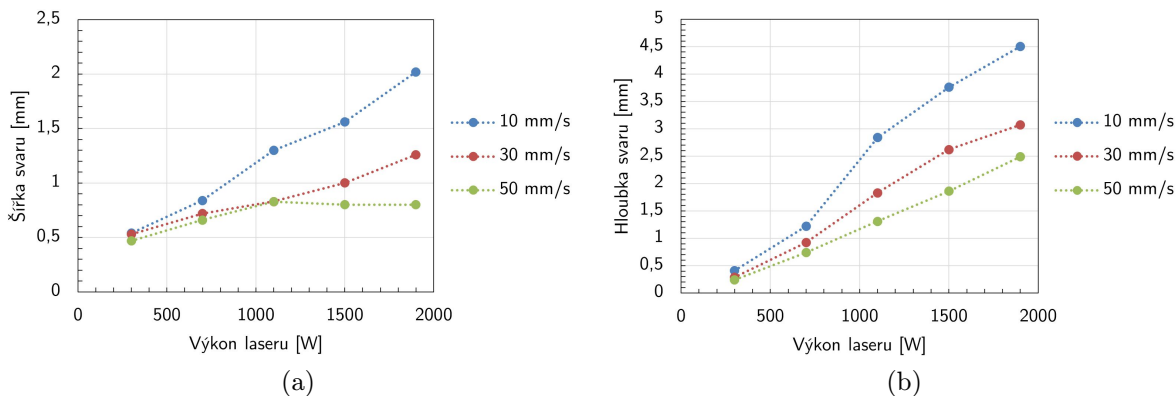 Šířka svaru [mm]
2,5
2
1,5
1
0,5
0
0 500 1000 1500 2000
Výkon laseru [W]
10 mm/s
30 mm/s
50 mm/s
(a)
Hloubka svaru [mm]
5
4,5
4
3,5
3
2,5
2
1,5
1
0,5
0
0 500 1000 1500 2000
Výkon laseru [W]
10 mm/s
30 mm/s
50 mm/s
(b)